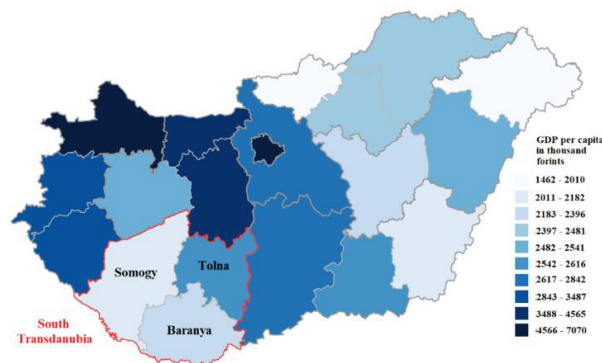 GDP per capita
in thousand
forints
1462 - 2010
2011 - 2182
2183 - 2396
2397 - 2481
2482 - 2541
2542 - 2616
2617 - 2842
2843 - 3487
3488 - 4565
4566 - 7070
Somogy
Tolna
Baranya
South
Transdanubia